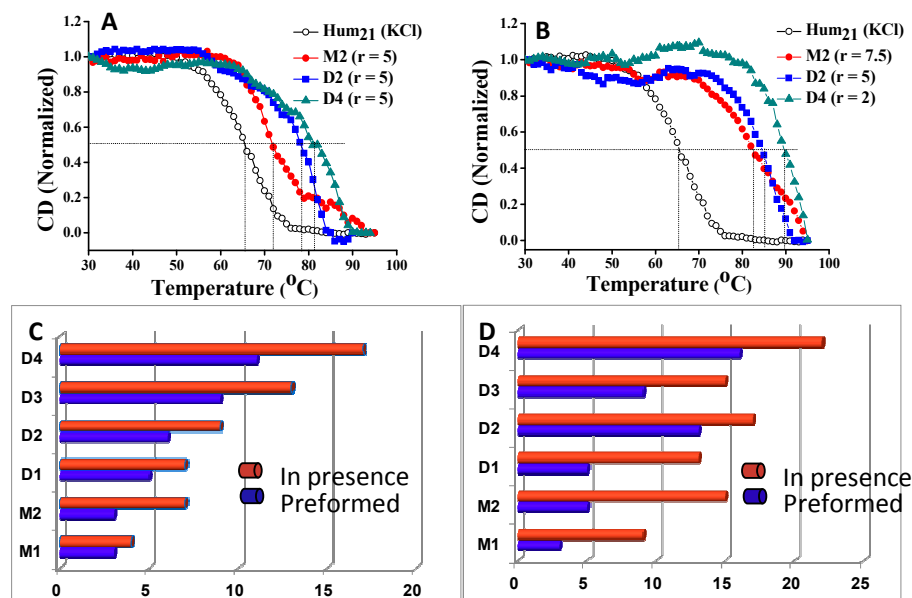 A
Hum21 (KCl)
M2 (r = 5)
D2 (r = 5)
D4 (r = 5)
CD (Normalized)
1.2
1.0
0.8
0.6
0.4
0.2
0.0
30 40 50 60 70 80 90 100
Temperature (oC)
B
Hum21 (KCl)
M2 (r = 7.5)
D2 (r = 5)
D4 (r = 2)
CD (Normalized)
1.2
1.0
0.8
0.6
0.4
0.2
0.0
30 40 50 60 70 80 90 100
Temperature (oC)
C
D4
D3
D2
D1
M2
M1
In presence
Preformed
0 5 10 15 20
D
D4
D3
D2
D1
M2
M1
In presence
Preformed
0 5 10 15 20 25